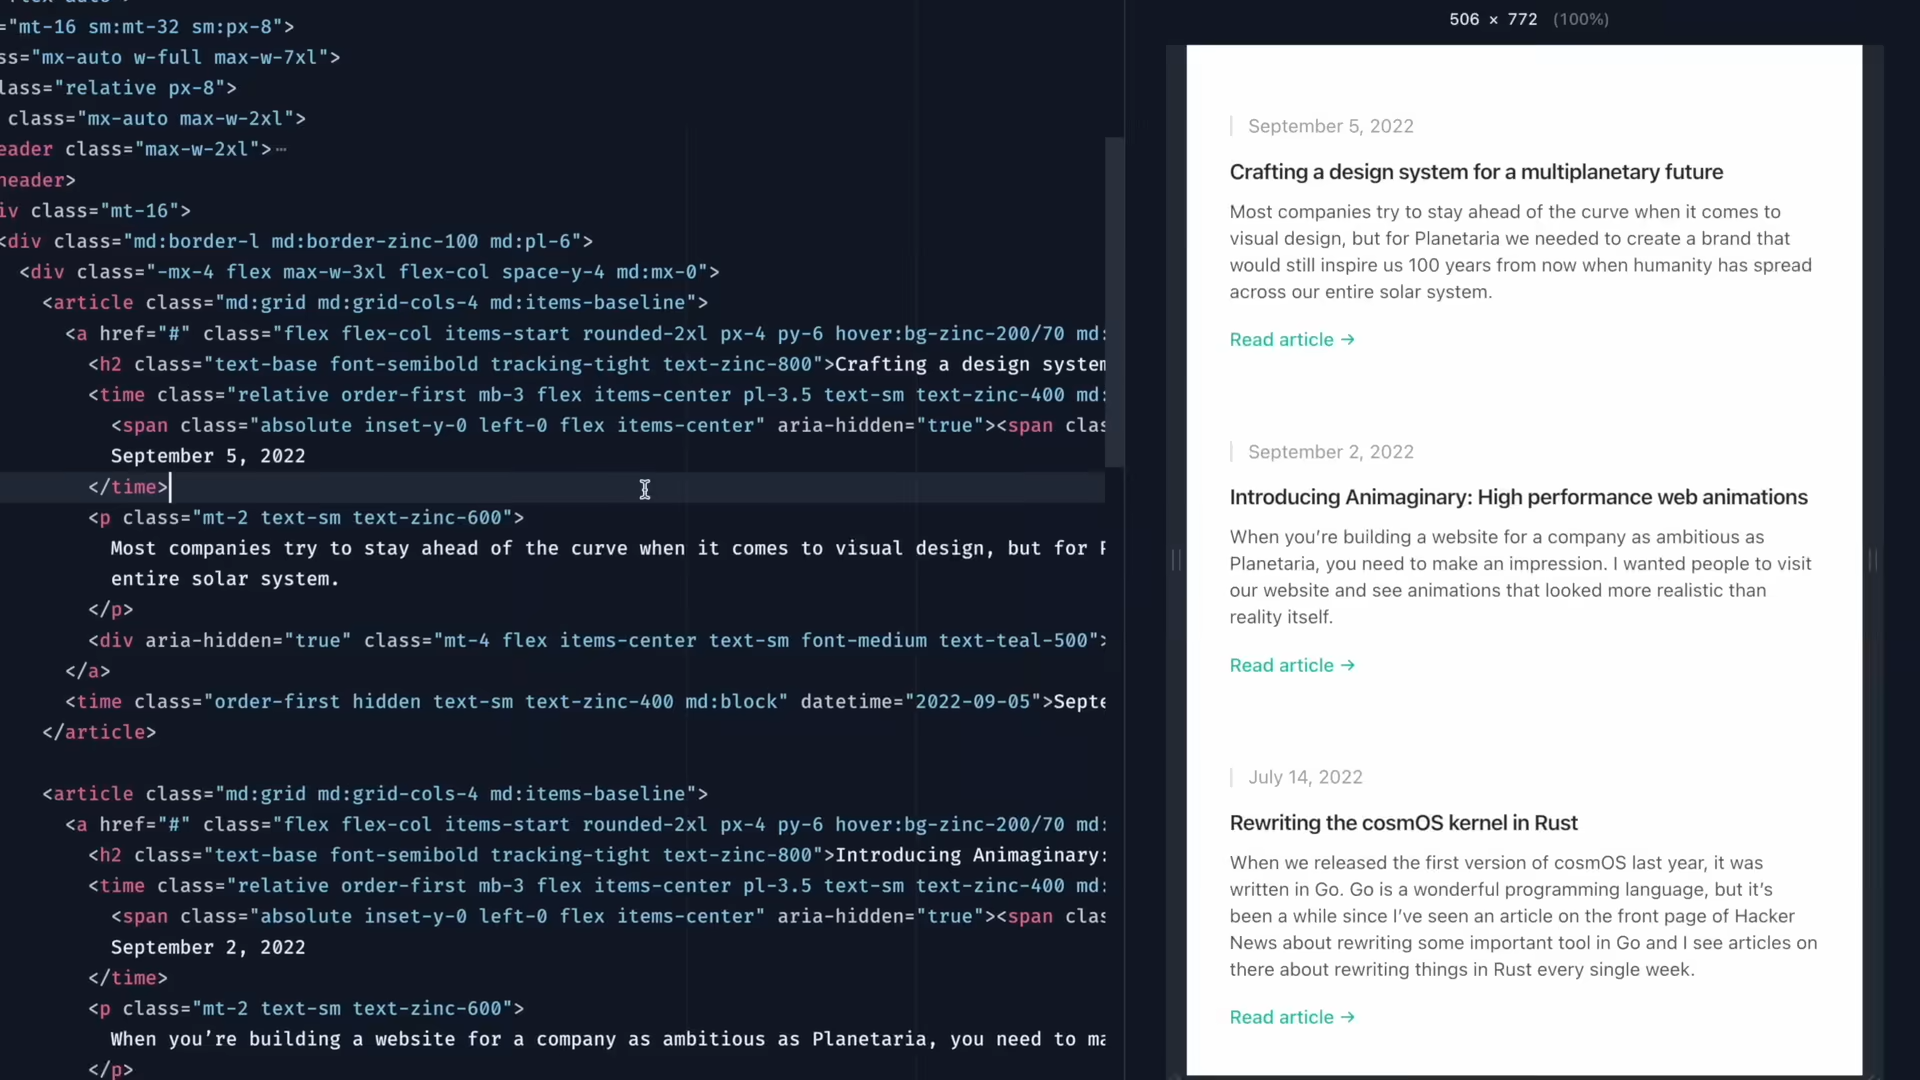 ="mt-16 sm:mt-32 sm:px-8">
ss="mx-auto w-full max-w-7xl">
lass="relative px-8">
class="mx-auto max-w-2xl">
eader class="max-w-2xl">⋯
header>
iv class="mt-16">
<div class="md:border-l md:border-zinc-100 md:pl-6">
<div class="-mx-4 flex max-w-3xl flex-col space-y-4 md:mx-0">
<article class="md:grid md:grid-cols-4 md:items-baseline">
<a href="#" class="flex flex-col items-start rounded-2xl px-4 py-6 hover:bg-zinc-200/70 md:
<h2 class="text-base font-semibold tracking-tight text-zinc-800">Crafting a design system
<time class="relative order-first mb-3 flex items-center pl-3.5 text-sm text-zinc-400 md:
<span class="absolute inset-y-0 left-0 flex items-center" aria-hidden="true"><span clas
September 5, 2022
</time>
<p class="mt-2 text-sm text-zinc-600">
Most companies try to stay ahead of the curve when it comes to visual design, but for
entire solar system.
</p>
<div aria-hidden="true" class="mt-4 flex items-center text-sm font-medium text-teal-500">
</a>
<time class="order-first hidden text-sm text-zinc-400 md:block" datetime="2022-09-05">Septe
</article>
<article class="md:grid md:grid-cols-4 md:items-baseline">
<a href="#" class="flex flex-col items-start rounded-2xl px-4 py-6 hover:bg-zinc-200/70 md:
<h2 class="text-base font-semibold tracking-tight text-zinc-800">Introducing Animaginary:
<time class="relative order-first mb-3 flex items-center pl-3.5 text-sm text-zinc-400 md:
<span class="absolute inset-y-0 left-0 flex items-center" aria-hidden="true"><span clas
September 2, 2022
</time>
<p class="mt-2 text-sm text-zinc-600">
When you’re building a website for a company as ambitious as Planetaria, you need to ma
</p>
506 × 772 (100%)
September 5, 2022
Crafting a design system for a multiplanetary future
Most companies try to stay ahead of the curve when it comes to
visual design, but for Planetaria we needed to create a brand that
would still inspire us 100 years from now when humanity has spread
across our entire solar system.
Read article →
September 2, 2022
Introducing Animaginary: High performance web animations
When you’re building a website for a company as ambitious as
Planetaria, you need to make an impression. I wanted people to visit
our website and see animations that looked more realistic than
reality itself.
Read article →
July 14, 2022
Rewriting the cosmOS kernel in Rust
When we released the first version of cosmOS last year, it was
written in Go. Go is a wonderful programming language, but it’s
been a while since I’ve seen an article on the front page of Hacker
News about rewriting some important tool in Go and I see articles on
there about rewriting things in Rust every single week.
Read article →